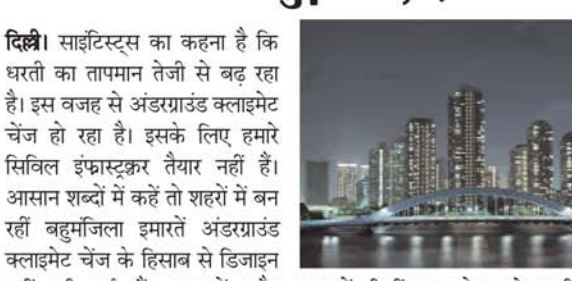 दिल्ली। साइंटिस्ट्स का कहना है कि
धरती का तापमान तेजी से बढ़ रहा
है। इस वजह से अंडरग्राउंड क्लाइमेट
चेंज हो रहा है। इसके लिए हमारे
सिविल इंफ्रास्ट्रक्चर तैयार नहीं हैं।
आसान शब्दों में कहें तो शहरों में बन
रहीं बहुमंजिला इमारतें अंडरग्राउंड
क्लाइमेट चेंज के हिसाब से डिजाइन